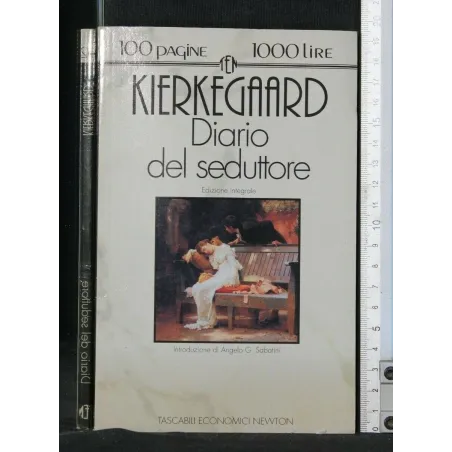 100 PAGINE 1000 LIRE
TEN
KIERKEGAARD
Diario
del seduttore
Edizione integrale
introduzione di Angelo G. Sabatini
TASCABILI ECONOMICI NEWTON
KIERKEGAARD
Diario del seduttore